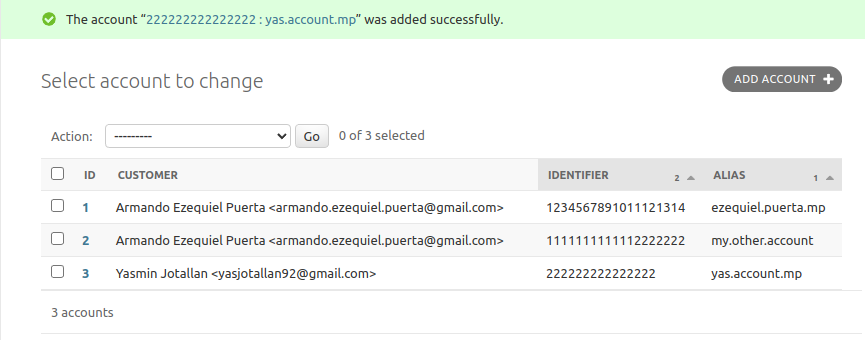 The account “222222222222222 : yas.account.mp” was added successfully.
Select account to change
ADD ACCOUNT +
Action: --------- Go 0 of 3 selected
ID CUSTOMER IDENTIFIER 2 ALIAS 1
1 Armando Ezequiel Puerta <armando.ezequiel.puerta@gmail.com> 1234567891011121314 ezequiel.puerta.mp
2 Armando Ezequiel Puerta <armando.ezequiel.puerta@gmail.com> 1111111111112222222 my.other.account
3 Yasmin Jotallan <yasjotallan92@gmail.com> 222222222222222 yas.account.mp
3 accounts